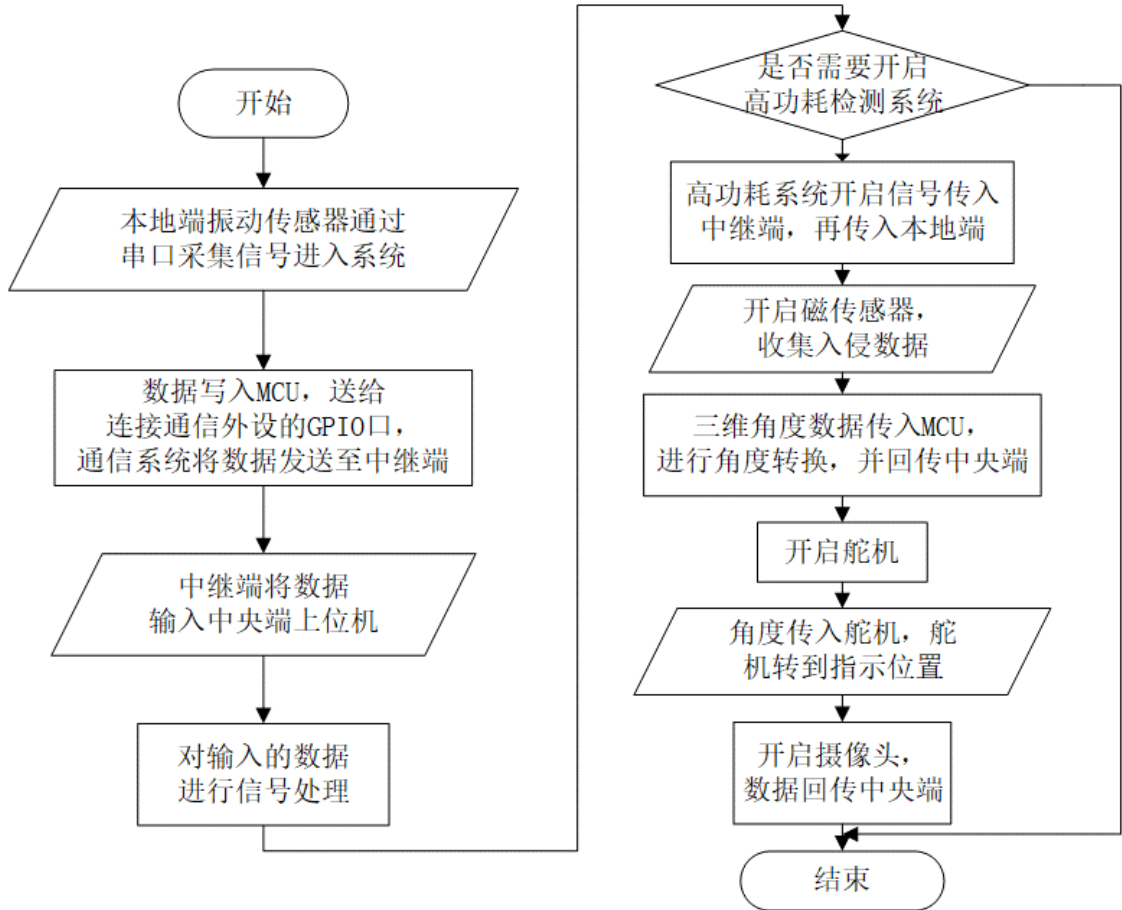 开始
本地端振动传感器通过
串口采集信号进入系统
数据写入MCU，送给
连接通信外设的GPIO口，
通信系统将数据发送至中继端
中继端将数据
输入中央端上位机
对输入的数据
进行信号处理
是否需要开启
高功耗检测系统
高功耗系统开启信号传入
中继端，再传入本地端
开启磁传感器，
收集入侵数据
三维角度数据传入MCU，
进行角度转换，并回传中央端
开启舵机
角度传入舵机，舵
机转到指示位置
开启摄像头，
数据回传中央端
结束